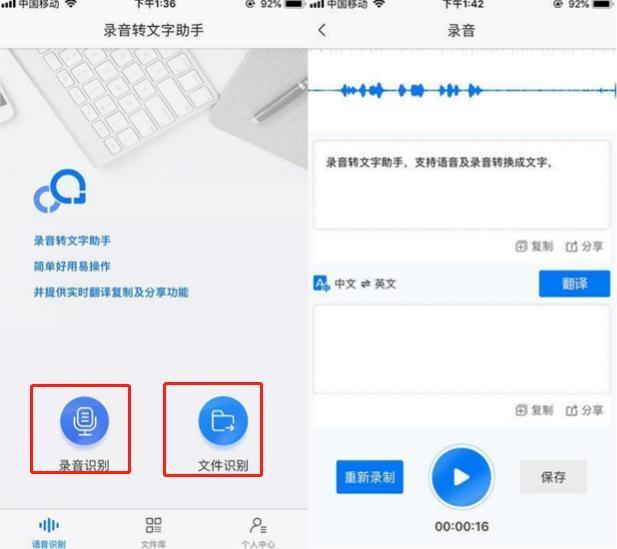 中国移动
下午1:36
92%
录音转文字助手
录音转文字助手
简单好用易操作
并提供实时翻译复制及分享功能
录音识别
文件识别
语音识别
文件库
个人中心
中国移动
下午1:42
92%
录音
录音转文字助手，支持语音及录音转换成文字，
复制
分享
中文 ⇌ 英文
翻译
复制
分享
重新录制
保存
00:00:16